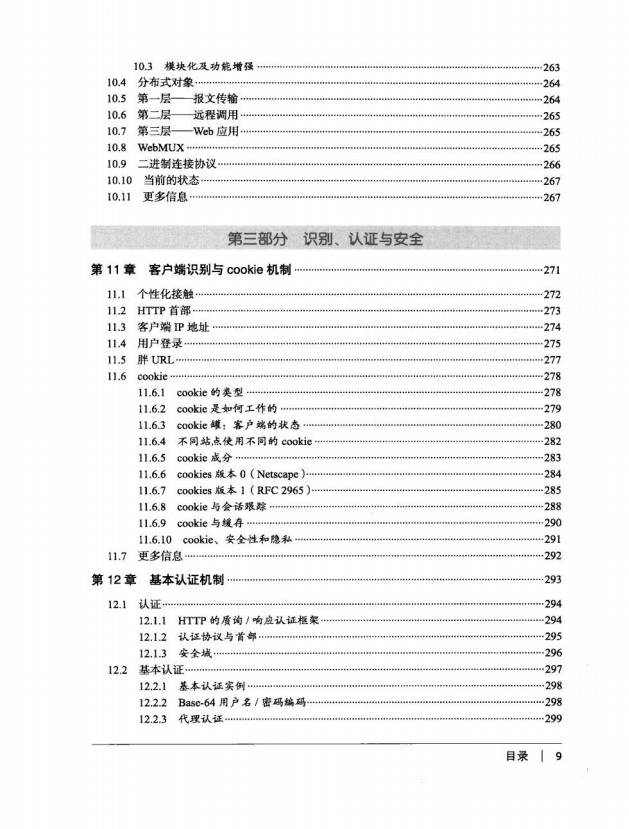 10.3 模块化及功能增强 263
10.4 分布式对象 264
10.5 第一层——报文传输 264
10.6 第二层——远程调用 265
10.7 第三层——Web 应用 265
10.8 WebMUX 265
10.9 二进制连接协议 266
10.10 当前的状态 267
10.11 更多信息 267
第三部分 识别、认证与安全
第 11 章 客户端识别与 cookie 机制 271
11.1 个性化接触 272
11.2 HTTP 首部 273
11.3 客户端 IP 地址 274
11.4 用户登录 275
11.5 胖 URL 277
11.6 cookie 278
11.6.1 cookie 的类型 278
11.6.2 cookie 是如何工作的 279
11.6.3 cookie 罐：客户端的状态 280
11.6.4 不同站点使用不同的 cookie 282
11.6.5 cookie 成分 283
11.6.6 cookies 版本 0（Netscape） 284
11.6.7 cookies 版本 1（RFC 2965） 285
11.6.8 cookie 与会话跟踪 288
11.6.9 cookie 与缓存 290
11.6.10 cookie、安全性和隐私 291
11.7 更多信息 292
第 12 章 基本认证机制 293
12.1 认证 294
12.1.1 HTTP 的质询 / 响应认证框架 294
12.1.2 认证协议与首部 295
12.1.3 安全域 296
12.2 基本认证 297
12.2.1 基本认证实例 298
12.2.2 Base-64 用户名 / 密码编码 298
12.2.3 代理认证 299
目录 | 9